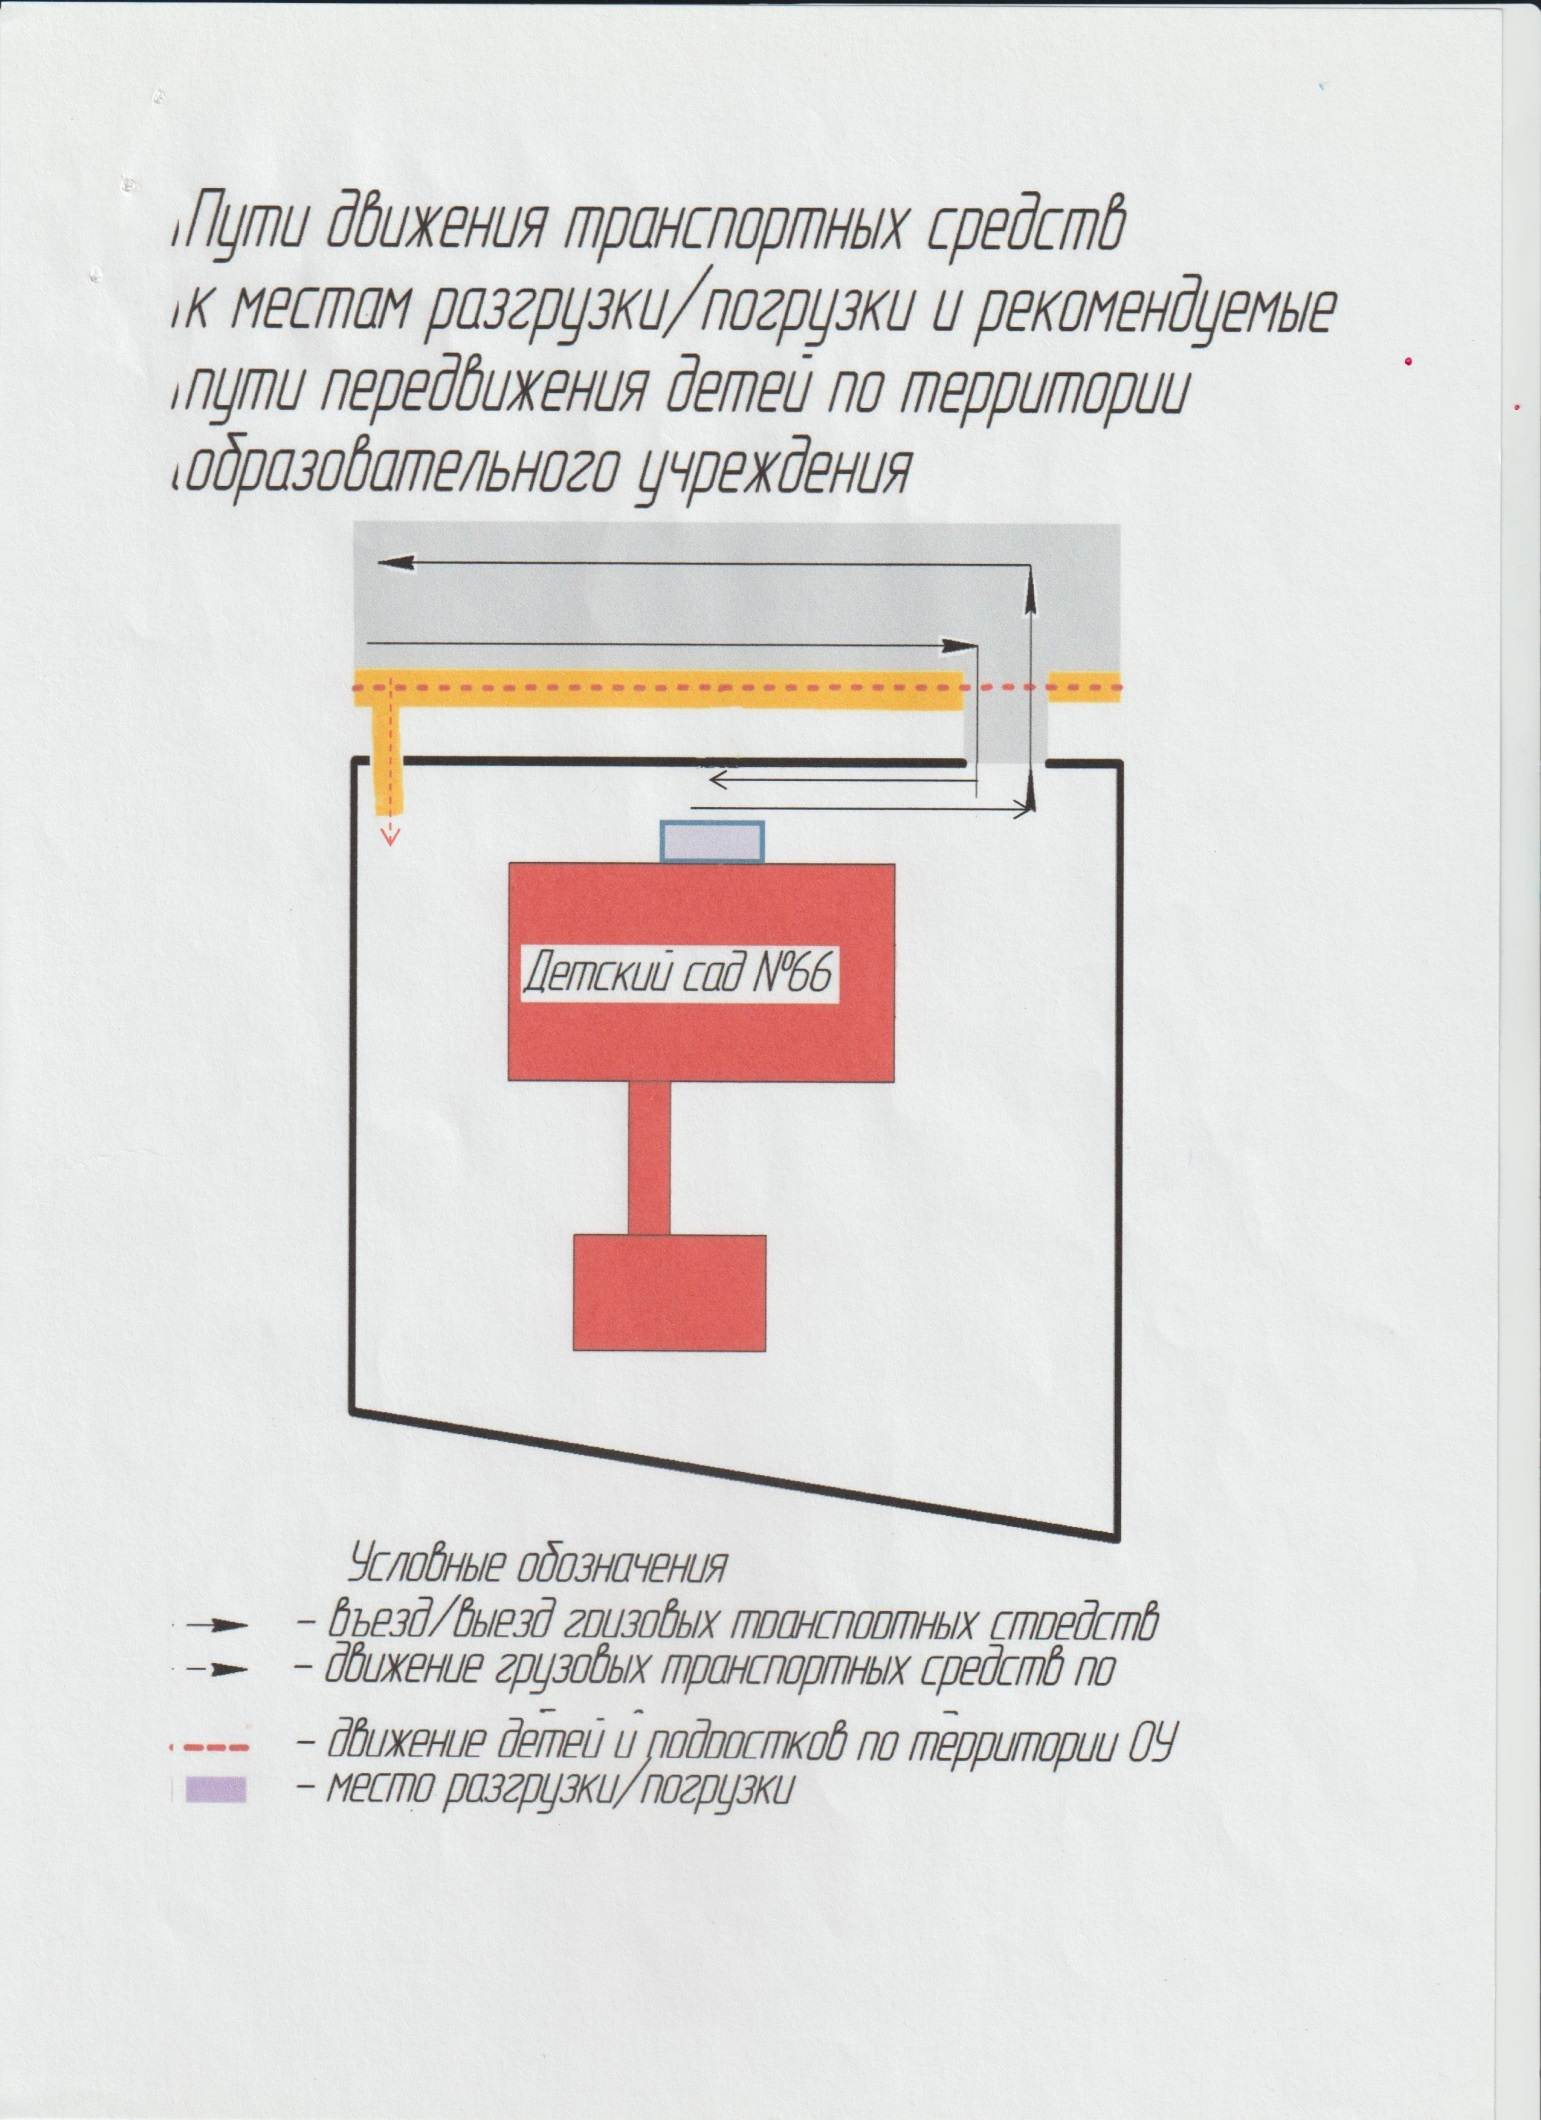 Пути движения транспортных средств
к местам разгрузки/погрузки и рекомендуемые
пути передвижения детей по территории
образовательного учреждения
Детский сад №66
Условные обозначения
– въезд/выезд грузовых транспортных стредств
– движение грузовых транспортных средств по
– движение детей и подростков по территории ОУ
– место разгрузки/погрузки